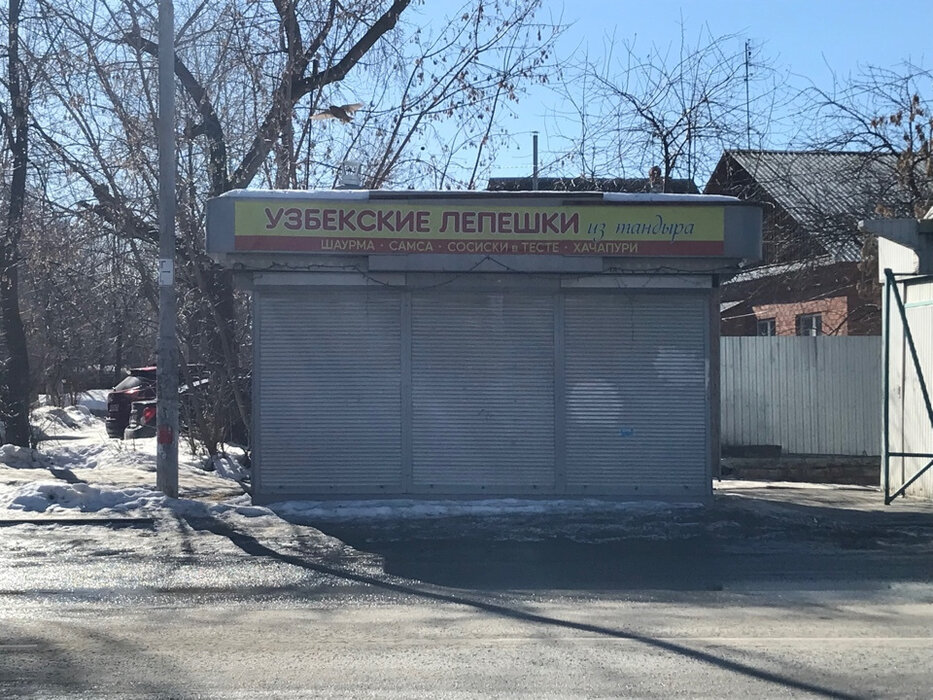 УЗБЕКСКИЕ ЛЕПЕШКИ из тандыра
ШАУРМА · САМСА · СОСИСКИ в ТЕСТЕ · ХАЧАПУРИ